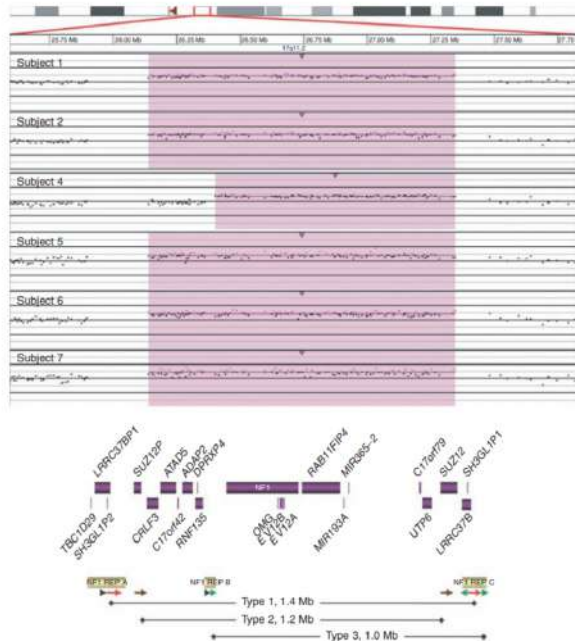 25.75 Mb 26.00 Mb 26.25 Mb 26.50 Mb 26.75 Mb 27.00 Mb 27.25 Mb 27.50 Mb 27.75
17q11.2
Subject 1
Subject 2
Subject 4
Subject 5
Subject 6
Subject 7
LRRC37BP1 SUZ12P ATAD5 ADAP2 DPRXP4 RAB11FIP4 MIR365-2 C17orf79 SUZ12 SH3GL1P1
NF1
TBC1D29 SH3GL1P2 CRLF3 C17orf42 RNF135 OMG EVI2B EVI2A MIR193A UTP6 LRRC37B
NF1 REP A NF1 REP B NF1 REP C
Type 1, 1.4 Mb
Type 2, 1.2 Mb
Type 3, 1.0 Mb